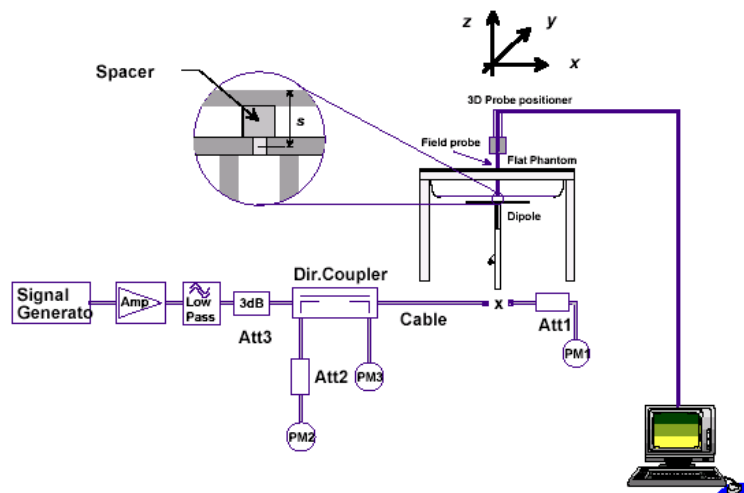 z
y
x
Spacer
s
3D Probe positioner
Field probe
Flat Phantom
Dipole
Dir.Coupler
Signal
Generato
Amp
Low
Pass
3dB
Att3
Cable
x
Att1
PM1
Att2
PM3
PM2